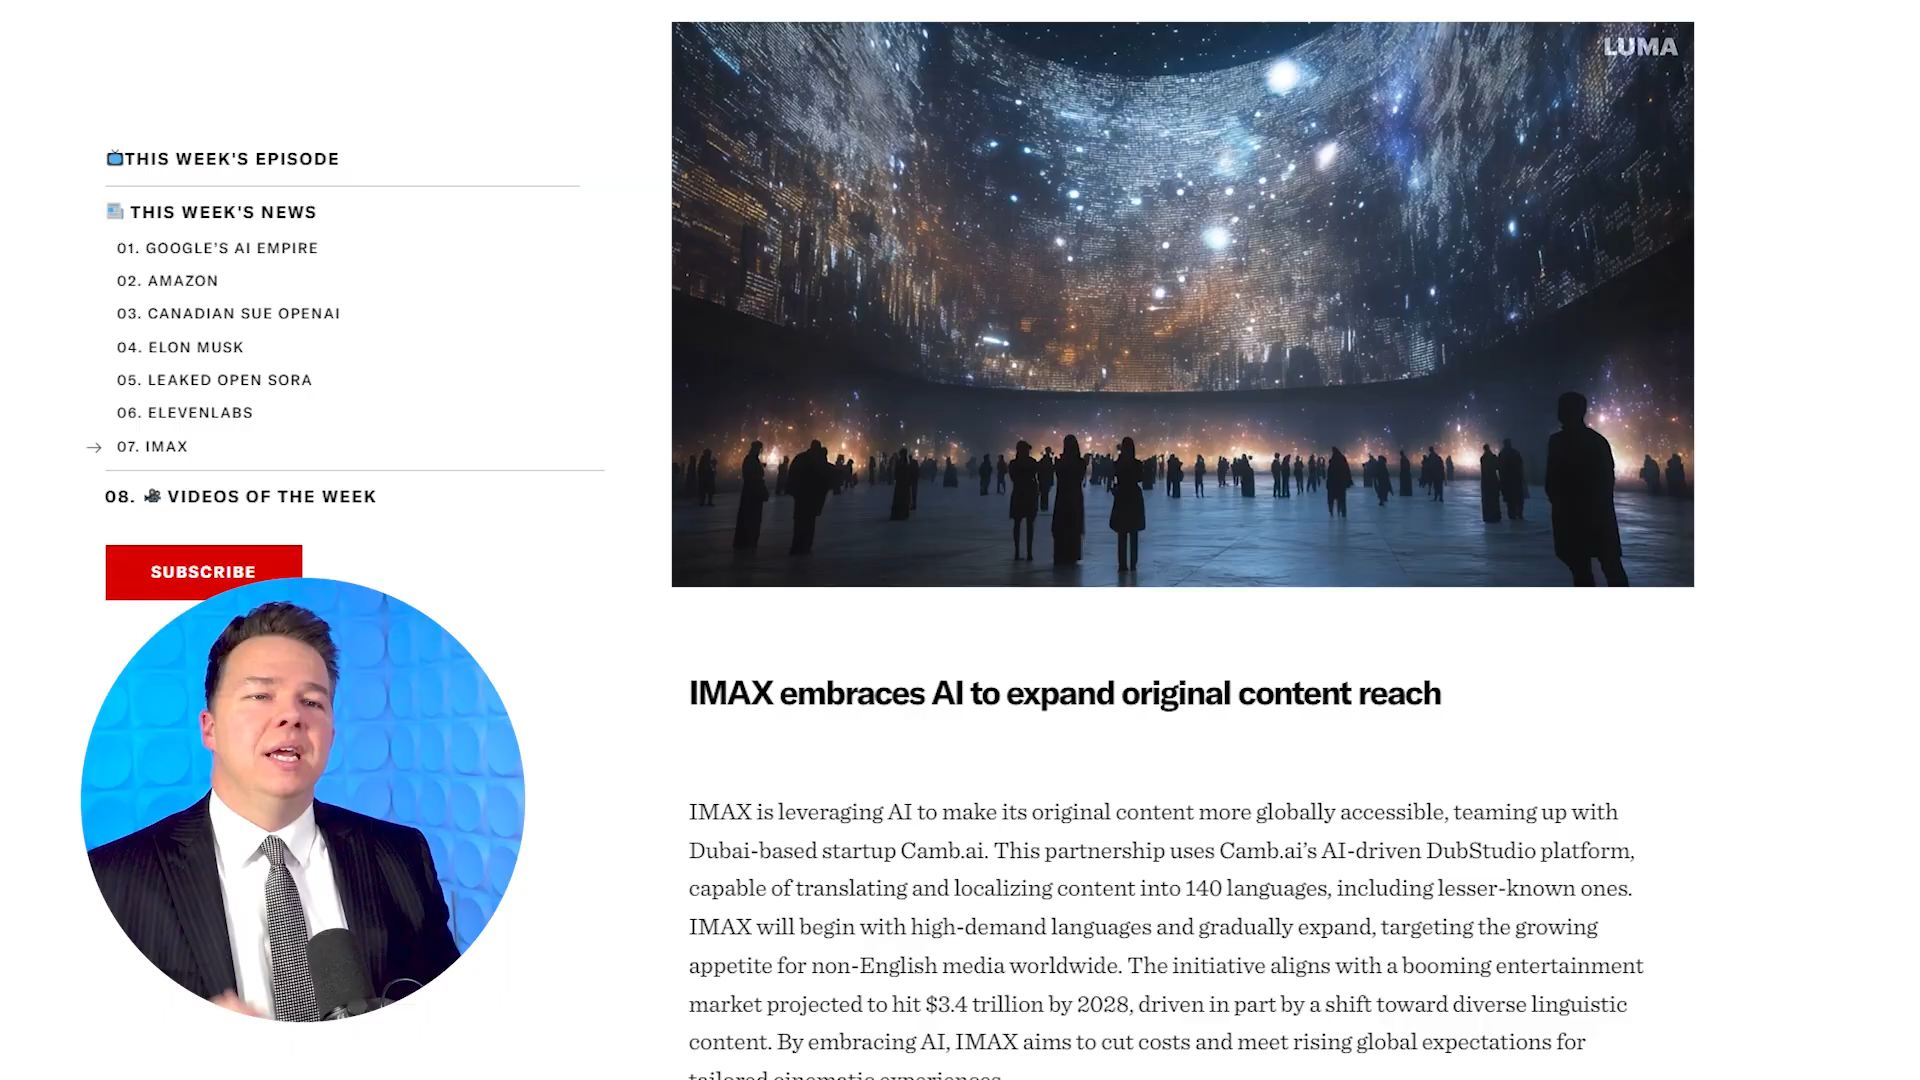 THIS WEEK'S EPISODE
THIS WEEK'S NEWS
01. GOOGLE'S AI EMPIRE
02. AMAZON
03. CANADIAN SUE OPENAI
04. ELON MUSK
05. LEAKED OPEN SORA
06. ELEVENLABS
→ 07. IMAX
08. VIDEOS OF THE WEEK
SUBSCRIBE
LUMA
IMAX embraces AI to expand original content reach
IMAX is leveraging AI to make its original content more globally accessible, teaming up with
Dubai-based startup Camb.ai. This partnership uses Camb.ai’s AI-driven DubStudio platform,
capable of translating and localizing content into 140 languages, including lesser-known ones.
IMAX will begin with high-demand languages and gradually expand, targeting the growing
appetite for non-English media worldwide. The initiative aligns with a booming entertainment
market projected to hit $3.4 trillion by 2028, driven in part by a shift toward diverse linguistic
content. By embracing AI, IMAX aims to cut costs and meet rising global expectations for
tailored cinematic experiences.